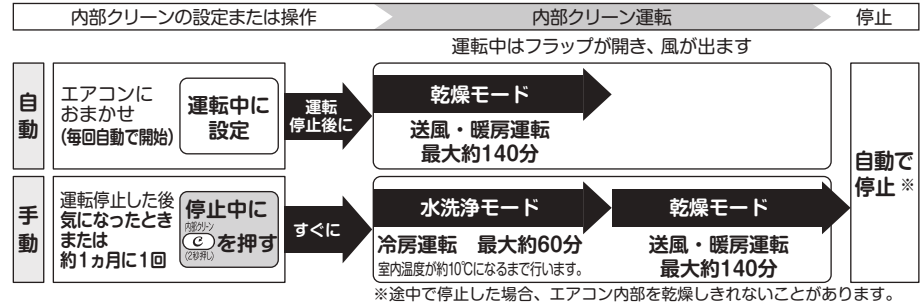 内部クリーンの設定または操作
内部クリーン運転
停止
運転中はフラップが開き、風が出ます
自動
エアコンに
おまかせ
(毎回自動で開始)
運転中に
設定
運転
停止後に
乾燥モード
送風・暖房運転
最大約140分
手動
運転停止した後
気になったとき
または
約1ヵ月に1回
停止中に
内部クリーン
を押す
(2秒押し)
すぐに
水洗浄モード
冷房運転 最大約60分
室内温度が約10℃になるまで行います。
乾燥モード
送風・暖房運転
最大約140分
自動で
停止※
※途中で停止した場合、エアコン内部を乾燥しきれないことがあります。